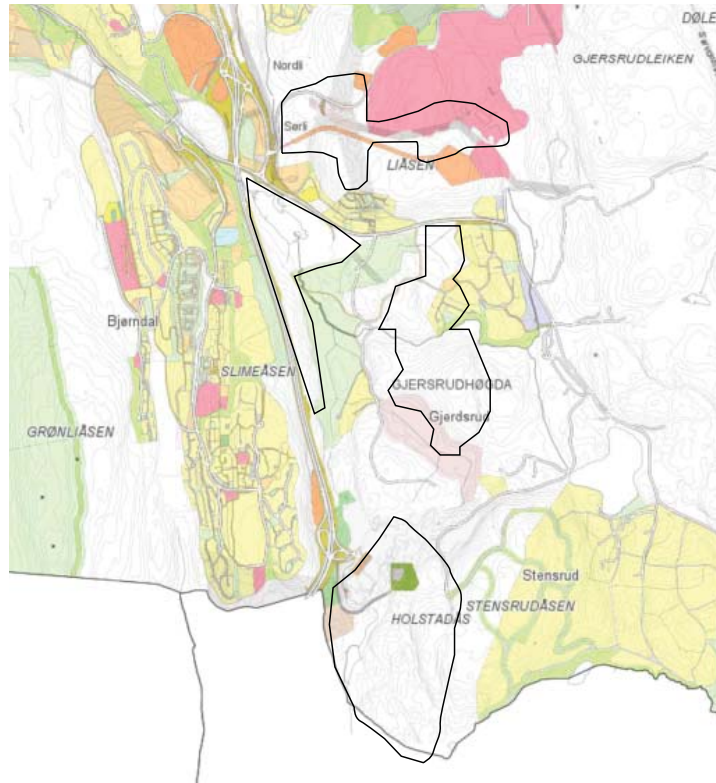 DØLE
GJERSRUDLEIKEN
Nordli
Sørli
LIÅSEN
Bjørndal
SLIMEÅSEN
GJERSRUDHØGDA
Gjerdsrud
GRØNLIÅSEN
Stensrud
STENSRUDÅSEN
HOLSTADÅS